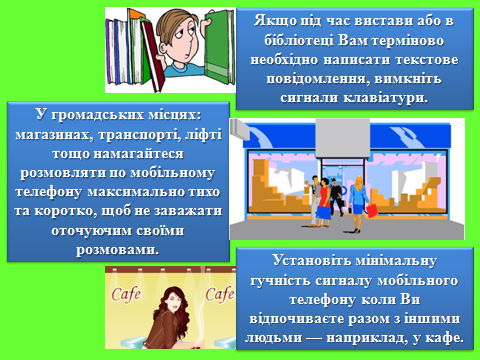 Якщо під час вистави або в
бібліотеці Вам терміново
необхідно написати текстове
повідомлення, вимкніть
сигнали клавіатури.
У громадських місцях:
магазинах, транспорті, ліфті
тощо намагайтеся
розмовляти по мобільному
телефону максимально тихо
та коротко, щоб не заважати
оточуючим своїми
розмовами.
Установіть мінімальну
гучність сигналу мобільного
телефону коли Ви
відпочиваєте разом з іншими
людьми — наприклад, у кафе.
Cafe
Cafe